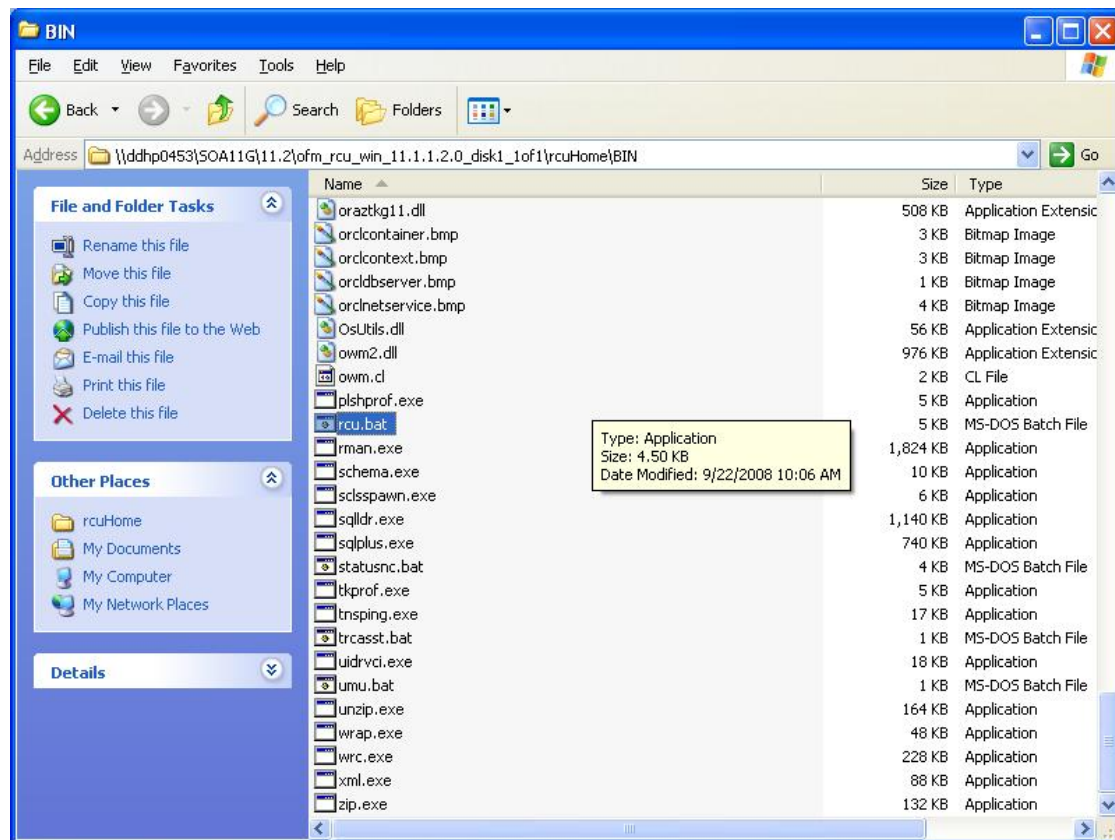 BIN
File Edit View Favorites Tools Help
Back Search Folders
Address \\ddhp0453\SOA11G\11.2\ofm_rcu_win_11.1.1.2.0_disk1_1of1\rcuHome\BIN Go
File and Folder Tasks
Rename this file
Move this file
Copy this file
Publish this file to the Web
E-mail this file
Print this file
Delete this file
Other Places
rcuHome
My Documents
My Computer
My Network Places
Details
Name Size Type
oraztkg11.dll 508 KB Application Extensic
orclcontainer.bmp 3 KB Bitmap Image
orclcontext.bmp 3 KB Bitmap Image
orcldbserver.bmp 1 KB Bitmap Image
orclnetservice.bmp 4 KB Bitmap Image
OsUtils.dll 56 KB Application Extensic
owm2.dll 976 KB Application Extensic
owm.cl 2 KB CL File
plshprof.exe 5 KB Application
rcu.bat 5 KB MS-DOS Batch File
rman.exe 1,824 KB Application
schema.exe 10 KB Application
sclsspawn.exe 6 KB Application
sqlldr.exe 1,140 KB Application
sqlplus.exe 740 KB Application
statusnc.bat 4 KB MS-DOS Batch File
tkprof.exe 5 KB Application
tnsping.exe 17 KB Application
trcasst.bat 1 KB MS-DOS Batch File
uidrvci.exe 18 KB Application
umu.bat 1 KB MS-DOS Batch File
unzip.exe 164 KB Application
wrap.exe 48 KB Application
wrc.exe 228 KB Application
xml.exe 88 KB Application
zip.exe 132 KB Application
Type: Application
Size: 4.50 KB
Date Modified: 9/22/2008 10:06 AM